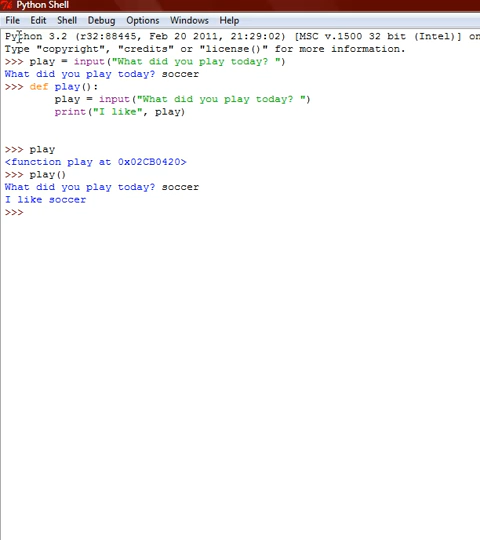 Python Shell
File Edit Shell Debug Options Windows Help
Python 3.2 (r32:88445, Feb 20 2011, 21:29:02) [MSC v.1500 32 bit (Intel)] on
Type "copyright", "credits" or "license()" for more information.
>>> play = input("What did you play today? ")
What did you play today? soccer
>>> def play():
        play = input("What did you play today? ")
        print("I like", play)
>>> play
<function play at 0x02CB0420>
>>> play()
What did you play today? soccer
I like soccer
>>>